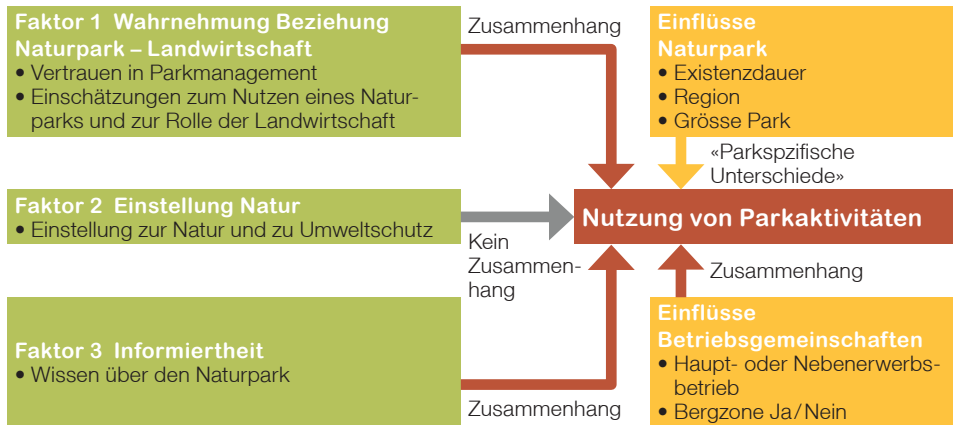 Faktor 1 Wahrnehmung Beziehung
Naturpark – Landwirtschaft
• Vertrauen in Parkmanagement
• Einschätzungen zum Nutzen eines Natur-
parks und zur Rolle der Landwirtschaft
Zusammenhang
Einflüsse
Naturpark
• Existenzdauer
• Region
• Grösse Park
«Parkspzifische
Unterschiede»
Faktor 2 Einstellung Natur
• Einstellung zur Natur und zu Umweltschutz
Kein
Zusammen-
hang
Nutzung von Parkaktivitäten
Faktor 3 Informiertheit
• Wissen über den Naturpark
Zusammenhang
Zusammenhang
Einflüsse
Betriebsgemeinschaften
• Haupt- oder Nebenerwerbs-
betrieb
• Bergzone Ja/Nein